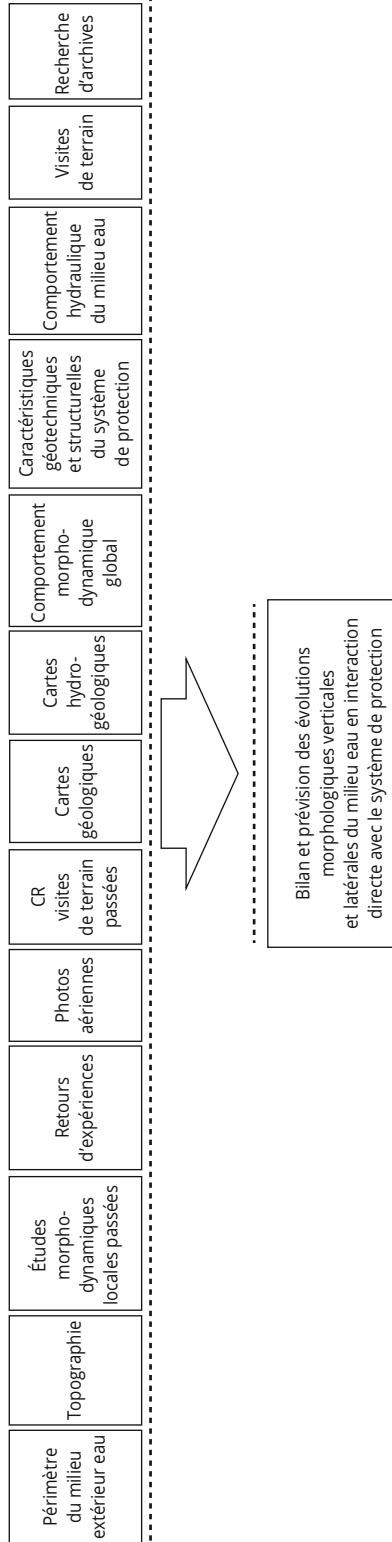 Périmètre
du milieu
extérieur eau
Topographie
Études
morpho-
dynamiques
locales passées
Retours
d'expériences
Photos
aériennes
CR
visites
de terrain
passées
Cartes
géologiques
Cartes
hydro-
géologiques
Comportement
morpho-
dynamique
global
Caractéristiques
géotechniques
et structurelles
du système
de protection
Comportement
hydraulique
du milieu eau
Visites
de terrain
Recherche
d'archives
Bilan et prévision des évolutions
morphologiques verticales
et latérales du milieu eau en interaction
directe avec le système de protection